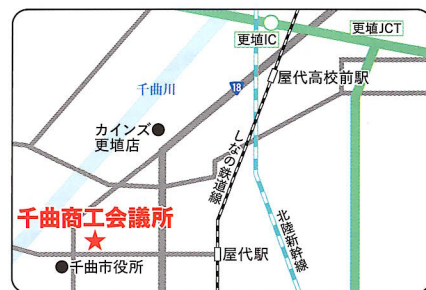 更埴IC
更埴JCT
屋代高校前駅
18
千曲川
カインズ
更埴店
しなの鉄道線
千曲商工会議所
北陸新幹線
屋代駅
千曲市役所